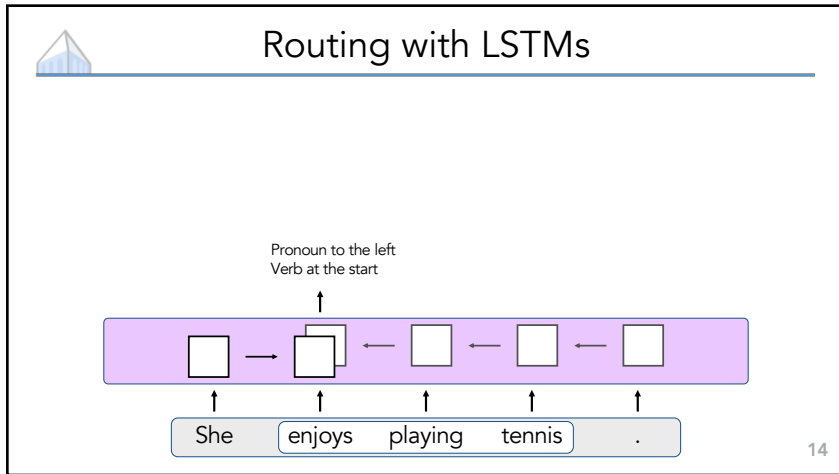 Routing with LSTMs
Pronoun to the left
Verb at the start
She enjoys playing tennis .
14